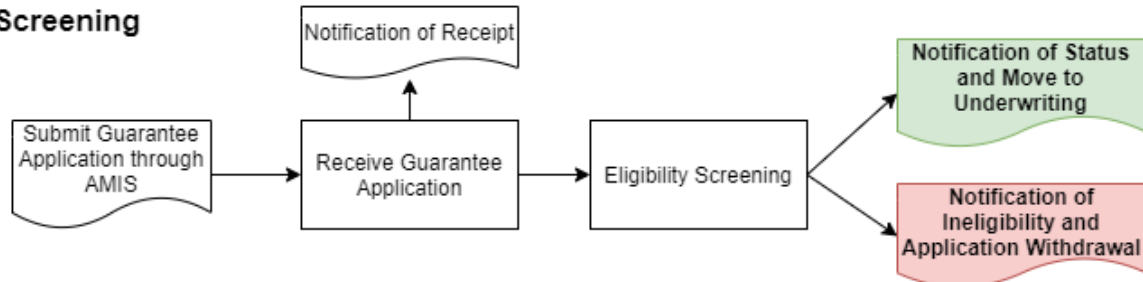 Screening
Notification of Receipt
Submit Guarantee
Application through
AMIS
Receive Guarantee
Application
Eligibility Screening
Notification of Status
and Move to
Underwriting
Notification of
Ineligibility and
Application Withdrawal